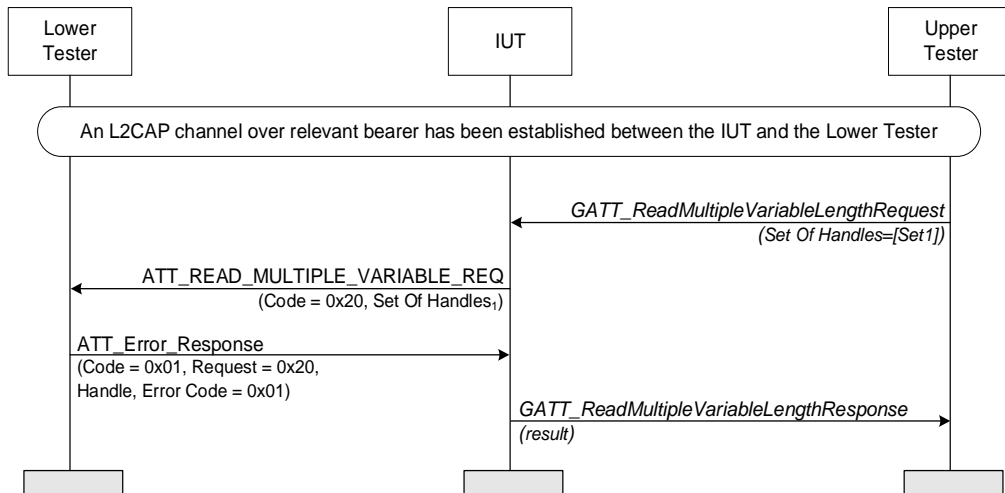 Lower
Tester
IUT
Upper
Tester
An L2CAP channel over relevant bearer has been established between the IUT and the Lower Tester
GATT_ReadMultipleVariableLengthRequest
(Set Of Handles=[Set1])
ATT_READ_MULTIPLE_VARIABLE_REQ
(Code = 0x20, Set Of Handles₁)
ATT_Error_Response
(Code = 0x01, Request = 0x20,
Handle, Error Code = 0x01)
GATT_ReadMultipleVariableLengthResponse
(result)